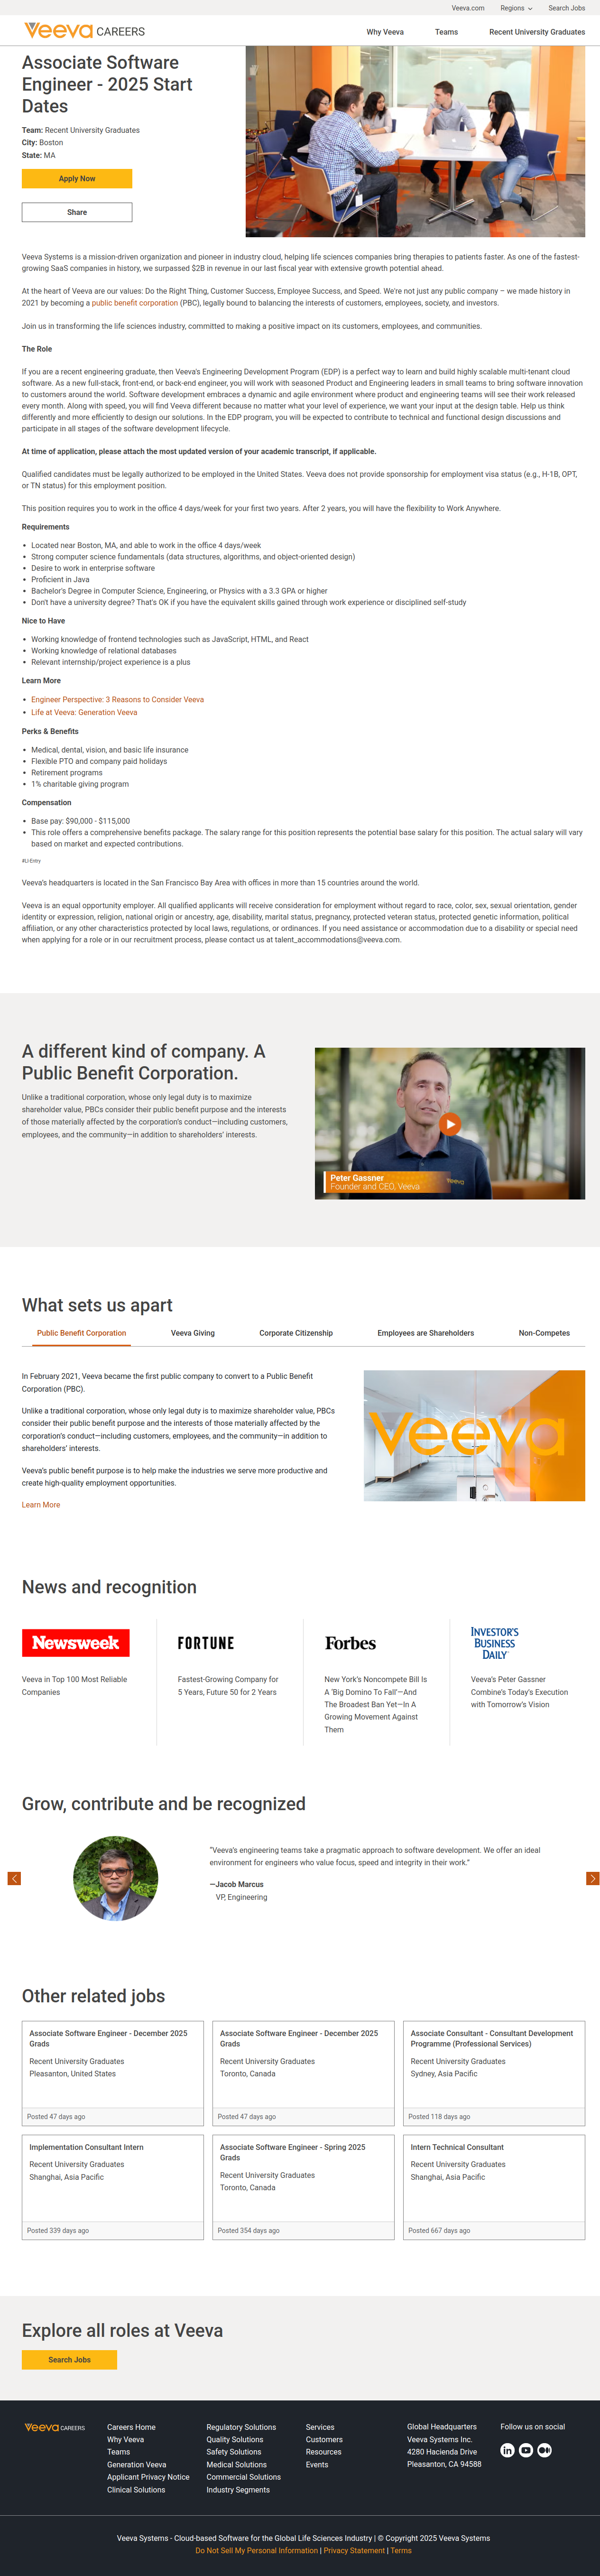 Veeva.com Regions Search Jobs
Veeva CAREERS Why Veeva Teams Recent University Graduates
Associate Software
Engineer - 2025 Start
Dates
Team: Recent University Graduates
City: Boston
State: MA
Apply Now
Share
Veeva Systems is a mission-driven organization and pioneer in industry cloud, helping life sciences companies bring therapies to patients faster. As one of the fastest-
growing SaaS companies in history, we surpassed $2B in revenue in our last fiscal year with extensive growth potential ahead.
At the heart of Veeva are our values: Do the Right Thing, Customer Success, Employee Success, and Speed. We're not just any public company – we made history in
2021 by becoming a public benefit corporation (PBC), legally bound to balancing the interests of customers, employees, society, and investors.
Join us in transforming the life sciences industry, committed to making a positive impact on its customers, employees, and communities.
The Role
If you are a recent engineering graduate, then Veeva's Engineering Development Program (EDP) is a perfect way to learn and build highly scalable multi-tenant cloud
software. As a new full-stack, front-end, or back-end engineer, you will work with seasoned Product and Engineering leaders in small teams to bring software innovation
to customers around the world. Software development embraces a dynamic and agile environment where product and engineering teams will see their work released
every month. Along with speed, you will find Veeva different because no matter what your level of experience, we want your input at the design table. Help us think
differently and more efficiently to design our solutions. In the EDP program, you will be expected to contribute to technical and functional design discussions and
participate in all stages of the software development lifecycle.
At time of application, please attach the most updated version of your academic transcript, if applicable.
Qualified candidates must be legally authorized to be employed in the United States. Veeva does not provide sponsorship for employment visa status (e.g., H-1B, OPT,
or TN status) for this employment position.
This position requires you to work in the office 4 days/week for your first two years. After 2 years, you will have the flexibility to Work Anywhere.
Requirements
• Located near Boston, MA, and able to work in the office 4 days/week
• Strong computer science fundamentals (data structures, algorithms, and object-oriented design)
• Desire to work in enterprise software
• Proficient in Java
• Bachelor's Degree in Computer Science, Engineering, or Physics with a 3.3 GPA or higher
• Don't have a university degree? That's OK if you have the equivalent skills gained through work experience or disciplined self-study
Nice to Have
• Working knowledge of frontend technologies such as JavaScript, HTML, and React
• Working knowledge of relational databases
• Relevant internship/project experience is a plus
Learn More
• Engineer Perspective: 3 Reasons to Consider Veeva
• Life at Veeva: Generation Veeva
Perks & Benefits
• Medical, dental, vision, and basic life insurance
• Flexible PTO and company paid holidays
• Retirement programs
• 1% charitable giving program
Compensation
• Base pay: $90,000 - $115,000
• This role offers a comprehensive benefits package. The salary range for this position represents the potential base salary for this position. The actual salary will vary
based on market and expected contributions.
#LI-Entry
Veeva's headquarters is located in the San Francisco Bay Area with offices in more than 15 countries around the world.
Veeva is an equal opportunity employer. All qualified applicants will receive consideration for employment without regard to race, color, sex, sexual orientation, gender
identity or expression, religion, national origin or ancestry, age, disability, marital status, pregnancy, protected veteran status, protected genetic information, political
affiliation, or any other characteristics protected by local laws, regulations, or ordinances. If you need assistance or accommodation due to a disability or special need
when applying for a role or in our recruitment process, please contact us at talent_accommodations@veeva.com.
A different kind of company. A
Public Benefit Corporation.
Unlike a traditional corporation, whose only legal duty is to maximize
shareholder value, PBCs consider their public benefit purpose and the interests
of those materially affected by the corporation's conduct—including customers,
employees, and the community—in addition to shareholders' interests.
Peter Gassner
Founder and CEO, Veeva
Veeva
What sets us apart
Public Benefit Corporation Veeva Giving Corporate Citizenship Employees are Shareholders Non-Competes
In February 2021, Veeva became the first public company to convert to a Public Benefit
Corporation (PBC).
Unlike a traditional corporation, whose only legal duty is to maximize shareholder value, PBCs
consider their public benefit purpose and the interests of those materially affected by the
corporation's conduct—including customers, employees, and the community—in addition to
shareholders' interests.
Veeva's public benefit purpose is to help make the industries we serve more productive and
create high-quality employment opportunities.
Learn More
veeva
News and recognition
Newsweek
Veeva in Top 100 Most Reliable
Companies
FORTUNE
Fastest-Growing Company for
5 Years, Future 50 for 2 Years
Forbes
New York's Noncompete Bill Is
A 'Big Domino To Fall'—And
The Broadest Ban Yet—In A
Growing Movement Against
Them
INVESTOR'S
BUSINESS
DAILY
Veeva's Peter Gassner
Combine's Today's Execution
with Tomorrow's Vision
Grow, contribute and be recognized
"Veeva's engineering teams take a pragmatic approach to software development. We offer an ideal
environment for engineers who value focus, speed and integrity in their work."
—Jacob Marcus
VP, Engineering
Other related jobs
Associate Software Engineer - December 2025
Grads
Recent University Graduates
Pleasanton, United States
Posted 47 days ago
Associate Software Engineer - December 2025
Grads
Recent University Graduates
Toronto, Canada
Posted 47 days ago
Associate Consultant - Consultant Development
Programme (Professional Services)
Recent University Graduates
Sydney, Asia Pacific
Posted 118 days ago
Implementation Consultant Intern
Recent University Graduates
Shanghai, Asia Pacific
Posted 339 days ago
Associate Software Engineer - Spring 2025
Grads
Recent University Graduates
Toronto, Canada
Posted 354 days ago
Intern Technical Consultant
Recent University Graduates
Shanghai, Asia Pacific
Posted 667 days ago
Explore all roles at Veeva
Search Jobs
Veeva CAREERS
Careers Home
Why Veeva
Teams
Generation Veeva
Applicant Privacy Notice
Clinical Solutions
Regulatory Solutions
Quality Solutions
Safety Solutions
Medical Solutions
Commercial Solutions
Industry Segments
Services
Customers
Resources
Events
Global Headquarters
Veeva Systems Inc.
4280 Hacienda Drive
Pleasanton, CA 94588
Follow us on social
in
Veeva Systems - Cloud-based Software for the Global Life Sciences Industry | © Copyright 2025 Veeva Systems
Do Not Sell My Personal Information | Privacy Statement | Terms